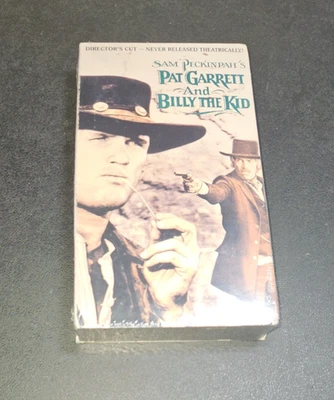 DIRECTOR'S CUT — NEVER RELEASED THEATRICALLY!
SAM PECKINPAH'S
PAT GARRETT
And
BILLY THE KID